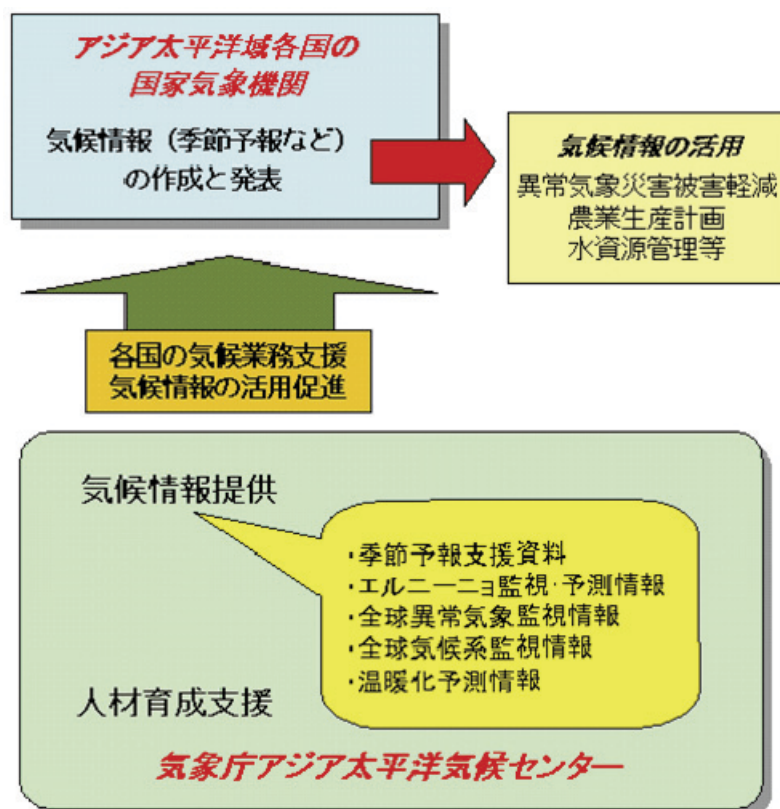 アジア太平洋域各国の
国家気象機関
気候情報（季節予報など）
の作成と発表
気候情報の活用
異常気象災害被害軽減
農業生産計画
水資源管理等
各国の気候業務支援
気候情報の活用促進
気候情報提供
・季節予報支援資料
・エルニーニョ監視・予測情報
・全球異常気象監視情報
・全球気候系監視情報
・温暖化予測情報
人材育成支援
気象庁アジア太平洋気候センター